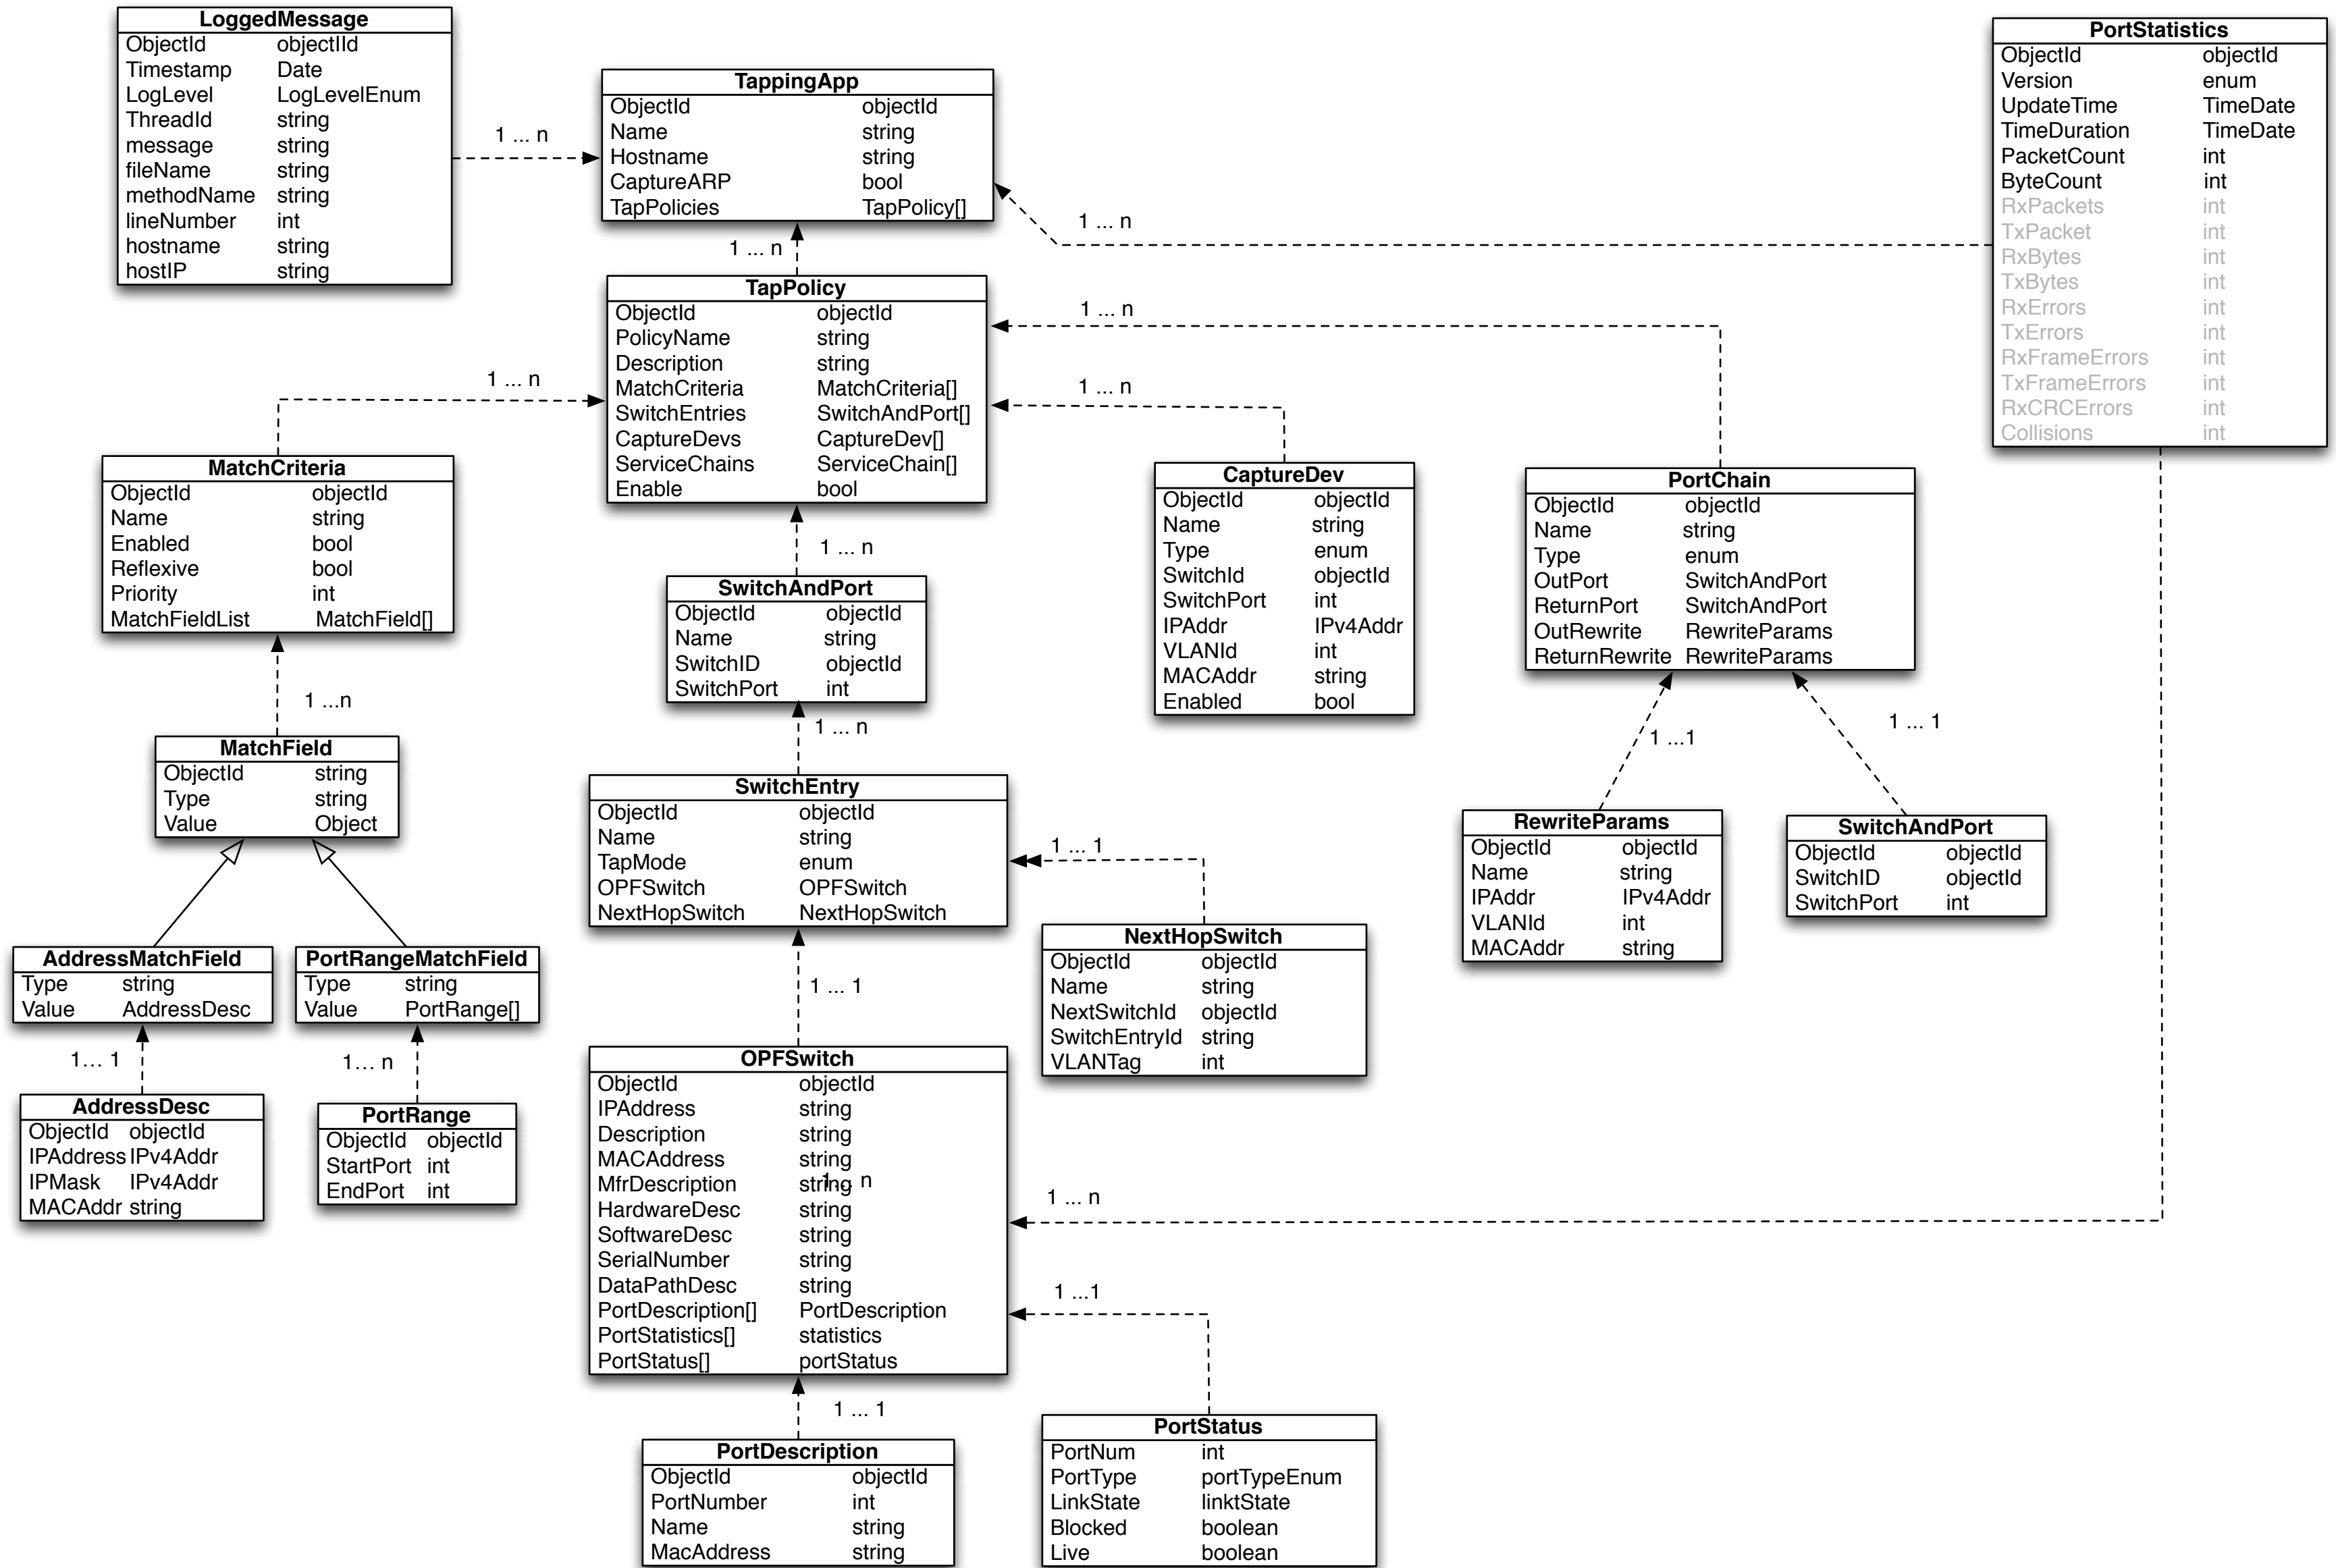 LoggedMessage
ObjectId objectIId
Timestamp Date
LogLevel LogLevelEnum
ThreadId string
message string
fileName string
methodName string
lineNumber int
hostname string
hostIP string
1 ... n
TappingApp
ObjectId objectId
Name string
Hostname string
CaptureARP bool
TapPolicies TapPolicy[]
1 ... n
PortStatistics
ObjectId objectId
Version enum
UpdateTime TimeDate
TimeDuration TimeDate
PacketCount int
ByteCount int
RxPackets int
TxPacket int
RxBytes int
TxBytes int
RxErrors int
TxErrors int
RxFrameErrors int
TxFrameErrors int
RxCRCErrors int
Collisions int
1 ... n
TapPolicy
ObjectId objectId
PolicyName string
Description string
MatchCriteria MatchCriteria[]
SwitchEntries SwitchAndPort[]
CaptureDevs CaptureDev[]
ServiceChains ServiceChain[]
Enable bool
1 ... n
1 ... n
1 ... n
MatchCriteria
ObjectId objectId
Name string
Enabled bool
Reflexive bool
Priority int
MatchFieldList MatchField[]
1 ... n
CaptureDev
ObjectId objectId
Name string
Type enum
SwitchId objectId
SwitchPort int
IPAddr IPv4Addr
VLANId int
MACAddr string
Enabled bool
PortChain
ObjectId objectId
Name string
Type enum
OutPort SwitchAndPort
ReturnPort SwitchAndPort
OutRewrite RewriteParams
ReturnRewrite RewriteParams
SwitchAndPort
ObjectId objectId
Name string
SwitchID objectId
SwitchPort int
1 ...n
1 ... n
1 ...1
1 ... 1
MatchField
ObjectId string
Type string
Value Object
SwitchEntry
ObjectId objectId
Name string
TapMode enum
OPFSwitch OPFSwitch
NextHopSwitch NextHopSwitch
1 ... 1
RewriteParams
ObjectId objectId
Name string
IPAddr IPv4Addr
VLANId int
MACAddr string
SwitchAndPort
ObjectId objectId
SwitchID objectId
SwitchPort int
AddressMatchField
Type string
Value AddressDesc
PortRangeMatchField
Type string
Value PortRange[]
1 ... 1
NextHopSwitch
ObjectId objectId
Name string
NextSwitchId objectId
SwitchEntryId string
VLANTag int
1... 1
1... n
AddressDesc
ObjectId objectId
IPAddress IPv4Addr
IPMask IPv4Addr
MACAddr string
PortRange
ObjectId objectId
StartPort int
EndPort int
OPFSwitch
ObjectId objectId
IPAddress string
Description string
MACAddress string
MfrDescription string
1 ... n
HardwareDesc string
SoftwareDesc string
SerialNumber string
DataPathDesc string
PortDescription[] PortDescription
PortStatistics[] statistics
PortStatus[] portStatus
1 ... n
1 ...1
1 ... 1
PortDescription
ObjectId objectId
PortNumber int
Name string
MacAddress string
PortStatus
PortNum int
PortType portTypeEnum
LinkState linktState
Blocked boolean
Live boolean